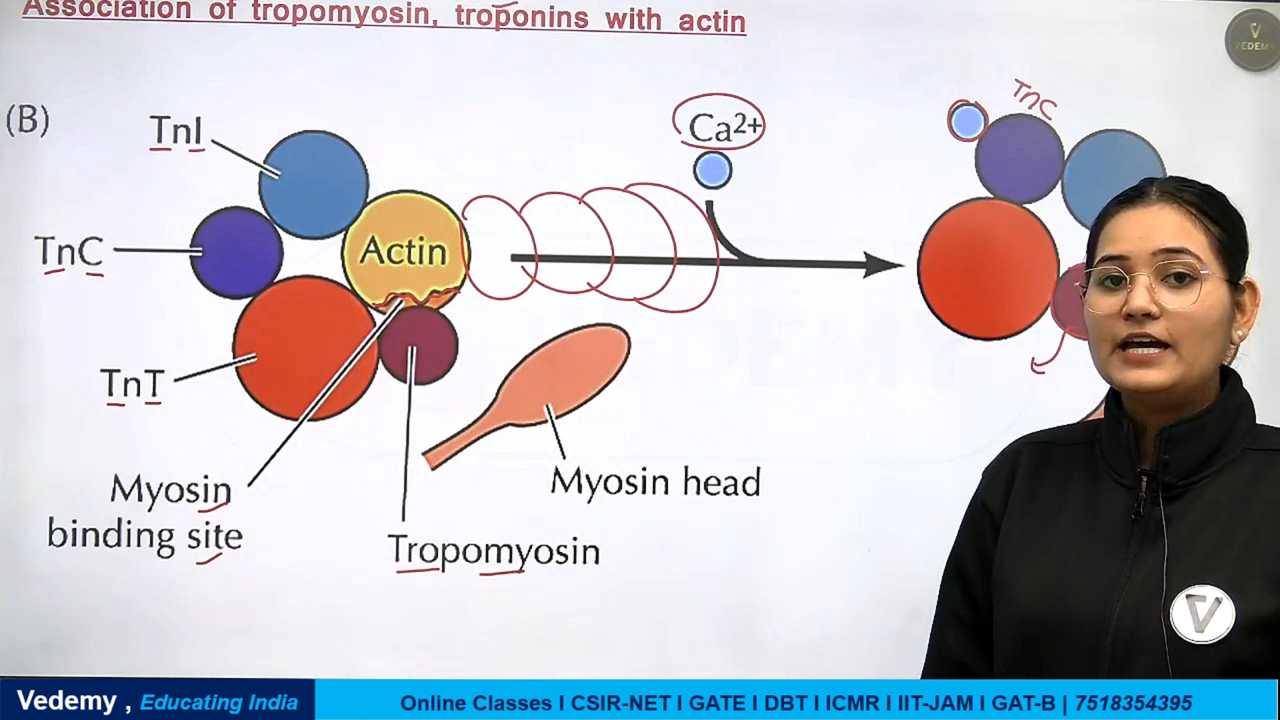 Association of tropomyosin, troponins with actin
V
VEDEMY
(B)
TnI
Ca2+
TnC
TnC
Actin
TnT
Myosin
binding site
Myosin head
Tropomyosin
V
Vedemy , Educating India
Online Classes I CSIR-NET I GATE I DBT I ICMR I IIT-JAM I GAT-B | 7518354395